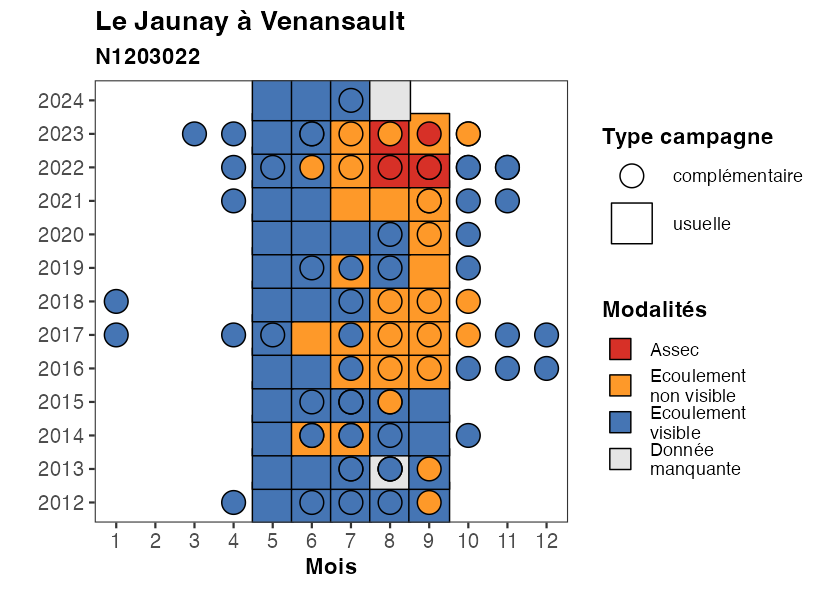 Le Jaunay à Venansault
N1203022
2024
2023
2022
2021
2020
2019
2018
2017
2016
2015
2014
2013
2012
1 2 3 4 5 6 7 8 9 10 11 12
Mois
Type campagne
complémentaire
usuelle
Modalités
Assec
Ecoulement
non visible
Ecoulement
visible
Donnée
manquante